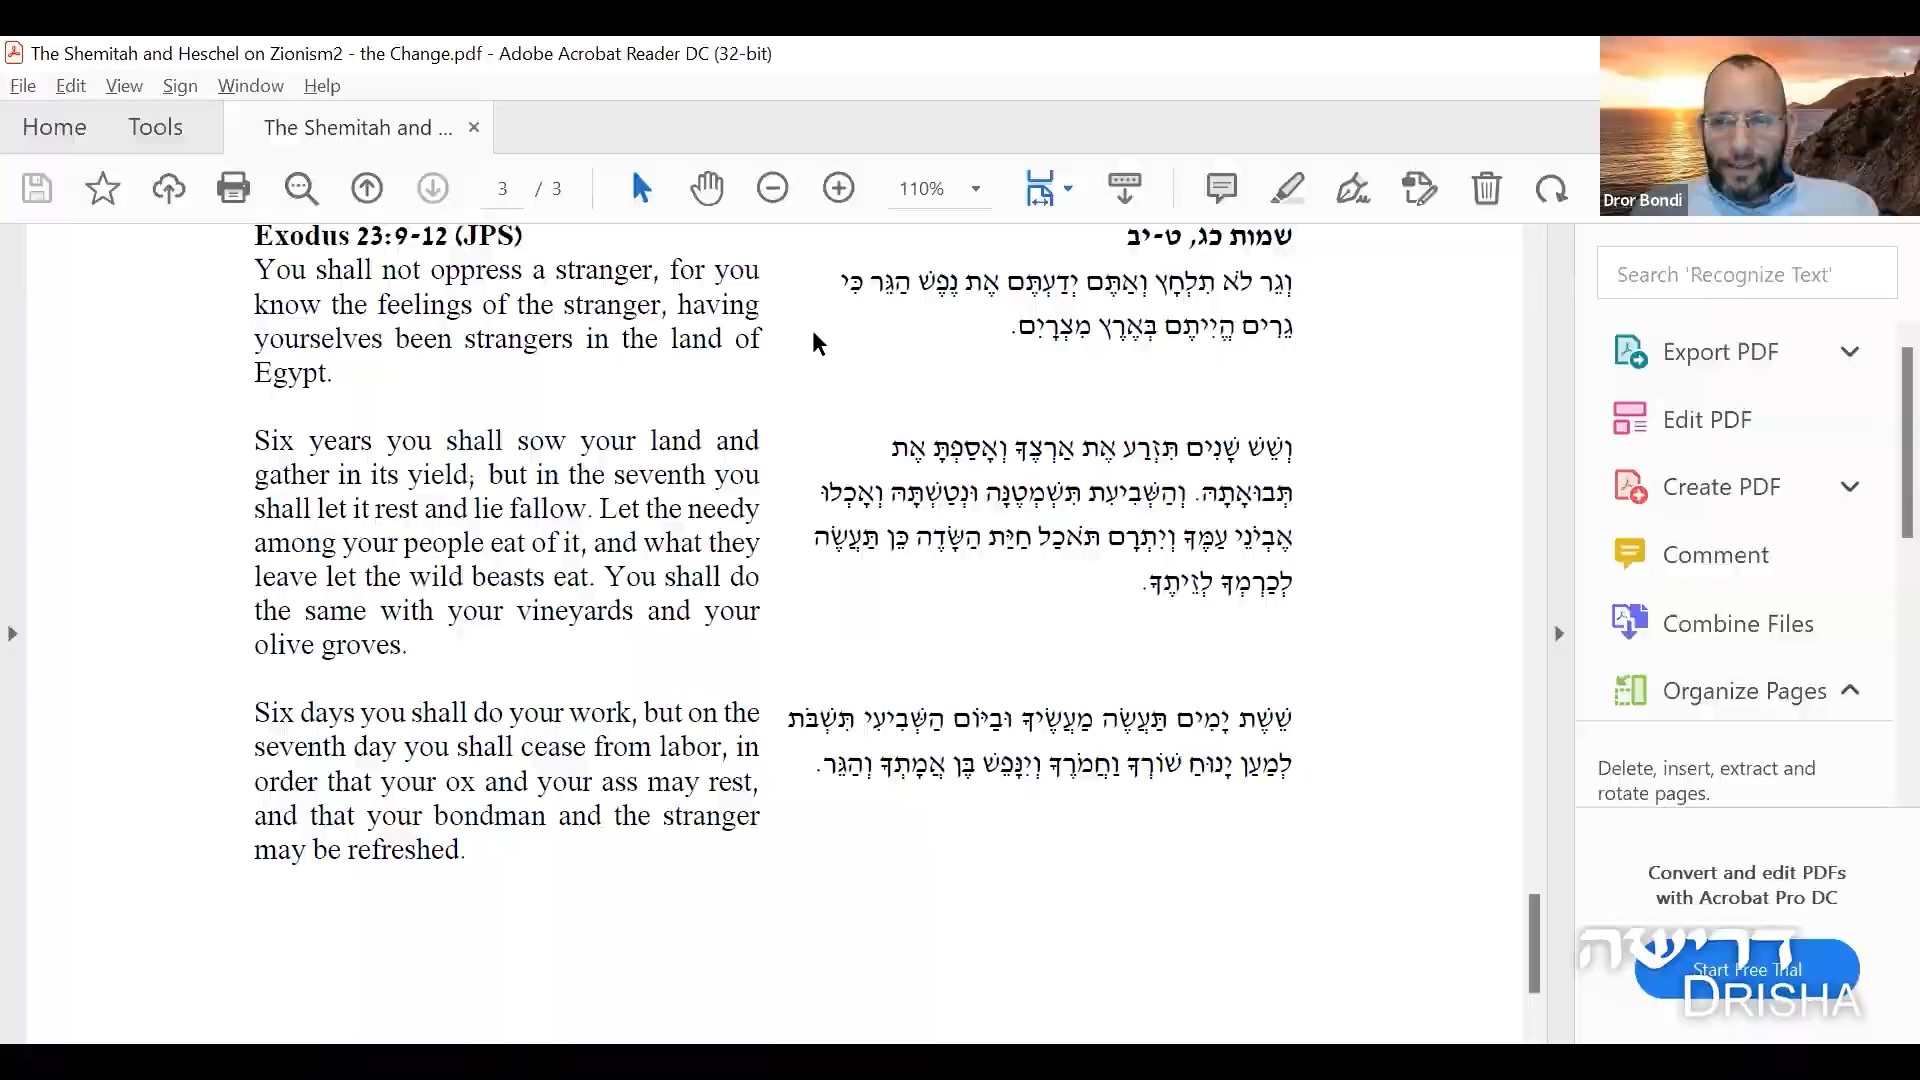 The Shemitah and Heschel on Zionism2 - the Change.pdf - Adobe Acrobat Reader DC (32-bit)
File Edit View Sign Window Help
Home Tools The Shemitah and ... ×
3 / 3 110%
Dror Bondi
Exodus 23:9-12 (JPS)
You shall not oppress a stranger, for you
know the feelings of the stranger, having
yourselves been strangers in the land of
Egypt.
Six years you shall sow your land and
gather in its yield; but in the seventh you
shall let it rest and lie fallow. Let the needy
among your people eat of it, and what they
leave let the wild beasts eat. You shall do
the same with your vineyards and your
olive groves.
Six days you shall do your work, but on the
seventh day you shall cease from labor, in
order that your ox and your ass may rest,
and that your bondman and the stranger
may be refreshed.
שמות כג, ט-יב
וְגֵר לֹא תִלְחָץ וְאַתֶּם יְדַעְתֶּם אֶת נֶפֶשׁ הַגֵּר כִּי
גֵרִים הֱיִיתֶם בְּאֶרֶץ מִצְרָיִם.
וְשֵׁשׁ שָׁנִים תִּזְרַע אֶת אַרְצֶךָ וְאָסַפְתָּ אֶת
תְּבוּאָתָהּ. וְהַשְּׁבִיעִת תִּשְׁמְטֶנָּה וּנְטַשְׁתָּהּ וְאָכְלוּ
אֶבְיֹנֵי עַמֶּךָ וְיִתְרָם תֹּאכַל חַיַּת הַשָּׂדֶה כֵּן תַּעֲשֶׂה
לְכַרְמְךָ לְזֵיתֶךָ.
שֵׁשֶׁת יָמִים תַּעֲשֶׂה מַעֲשֶׂיךָ וּבַיּוֹם הַשְּׁבִיעִי תִּשְׁבֹּת
לְמַעַן יָנוּחַ שׁוֹרְךָ וַחֲמֹרֶךָ וְיִנָּפֵשׁ בֶּן אֲמָתְךָ וְהַגֵּר.
Search 'Recognize Text'
Export PDF
Edit PDF
Create PDF
Comment
Combine Files
Organize Pages
Delete, insert, extract and
rotate pages.
Convert and edit PDFs
with Acrobat Pro DC
Start Free Trial
דרישה
DRISHA